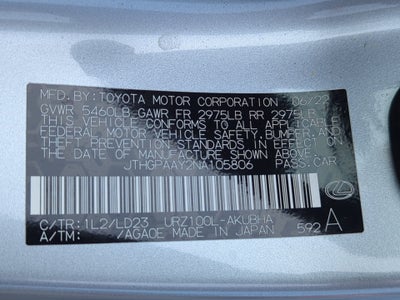 MFD. BY: TOYOTA MOTOR CORPORATION 06/22
GVWR 5460LB GAWR FR 2975LB RR 2975LB
THIS VEHICLE CONFORMS TO ALL APPLICABLE
FEDERAL MOTOR VEHICLE SAFETY, BUMPER, AND
THEFT PREVENTION STANDARDS IN EFFECT ON
THE DATE OF MANUFACTURE SHOWN ABOVE.
JTHGPAAY2NA105806 PASS.CAR
C/TR: 1L2/LD23 URZ100L-AKUBHA
A/TM: /AGA0E MADE IN JAPAN 592 A